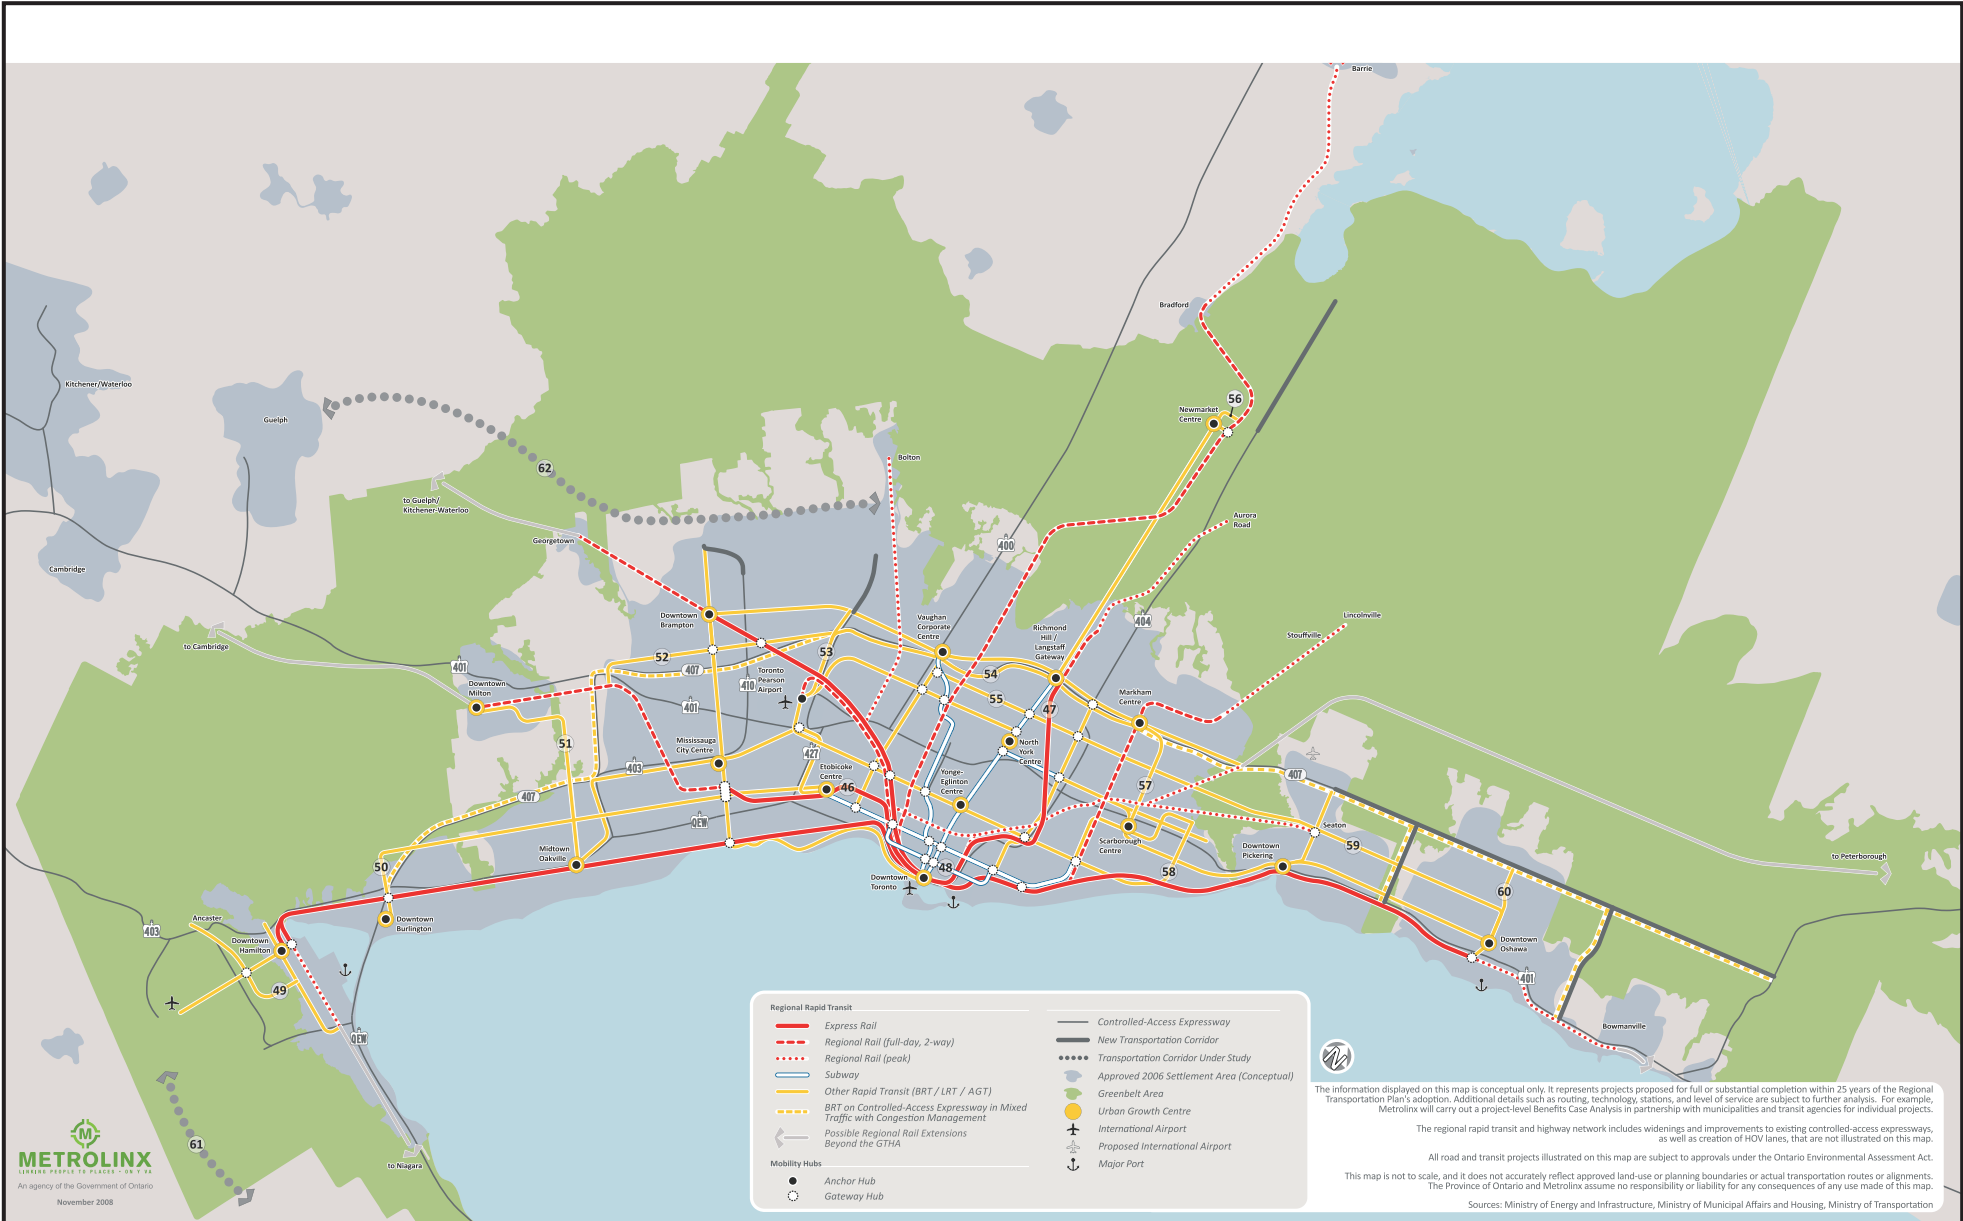 Barrie
Bradford
Kitchener/Waterloo
Guelph
56
Newmarket
Centre
Bolton
62
to Guelph/
Kitchener-Waterloo
Aurora
Road
Georgetown
400
Cambridge
Downtown
Brampton
Vaughan
Corporate
Centre
Richmond
Hill /
Langstaff
Gateway
404
Lincolnville
Stouffville
to Cambridge
401
52
407
53
Toronto
Pearson
Airport
410
54
55
47
Downtown
Milton
401
Markham
Centre
51
Mississauga
City Centre
427
North
York
Centre
403
Etobicoke
Centre
46
Yonge-
Eglinton
Centre
57
407
407
QEW
Seaton
59
Midtown
Oakville
50
Scarborough
Centre
Downtown
Pickering
to Peterborough
48
58
60
Downtown
Toronto
Ancaster
403
Downtown
Burlington
Downtown
Hamilton
Downtown
Oshawa
401
49
QEW
Bowmanville
61
to Niagara
METROLINX
LINKING PEOPLE TO PLACES
An agency of the Government of Ontario
November 2008
Regional Rapid Transit
Express Rail
Regional Rail (full-day, 2-way)
Regional Rail (peak)
Subway
Other Rapid Transit (BRT / LRT / AGT)
BRT on Controlled-Access Expressway in Mixed
Traffic with Congestion Management
Possible Regional Rail Extensions
Beyond the GTHA
Mobility Hubs
Anchor Hub
Gateway Hub
Controlled-Access Expressway
New Transportation Corridor
Transportation Corridor Under Study
Approved 2006 Settlement Area (Conceptual)
Greenbelt Area
Urban Growth Centre
International Airport
Proposed International Airport
Major Port
The information displayed on this map is conceptual only. It represents projects proposed for full or substantial completion within 25 years of the Regional
Transportation Plan's adoption. Additional details such as routing, technology, stations, and level of service are subject to further analysis. For example,
Metrolinx will carry out a project-level Benefits Case Analysis in partnership with municipalities and transit agencies for individual projects.
The regional rapid transit and highway network includes widenings and improvements to existing controlled-access expressways,
as well as creation of HOV lanes, that are not illustrated on this map.
All road and transit projects illustrated on this map are subject to approvals under the Ontario Environmental Assessment Act.
This map is not to scale, and it does not accurately reflect approved land-use or planning boundaries or actual transportation routes or alignments.
The Province of Ontario and Metrolinx assume no responsibility or liability for any consequences of any use made of this map.
Sources: Ministry of Energy and Infrastructure, Ministry of Municipal Affairs and Housing, Ministry of Transportation